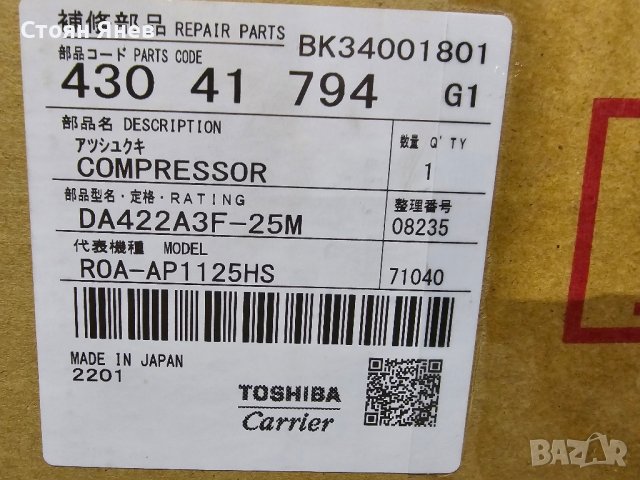 Стоян Янев
補修部品 REPAIR PARTS BK34001801
部品コード PARTS CODE
430 41 794 G1
部品名 DESCRIPTION 数量 Q'TY
アツシュクキ
COMPRESSOR 1
部品型名・定格・RATING 整理番号
DA422A3F-25M 08235
代表機種 MODEL
ROA-AP1125HS 71040
MADE IN JAPAN
2201
TOSHIBA
Carrier
BAZAR